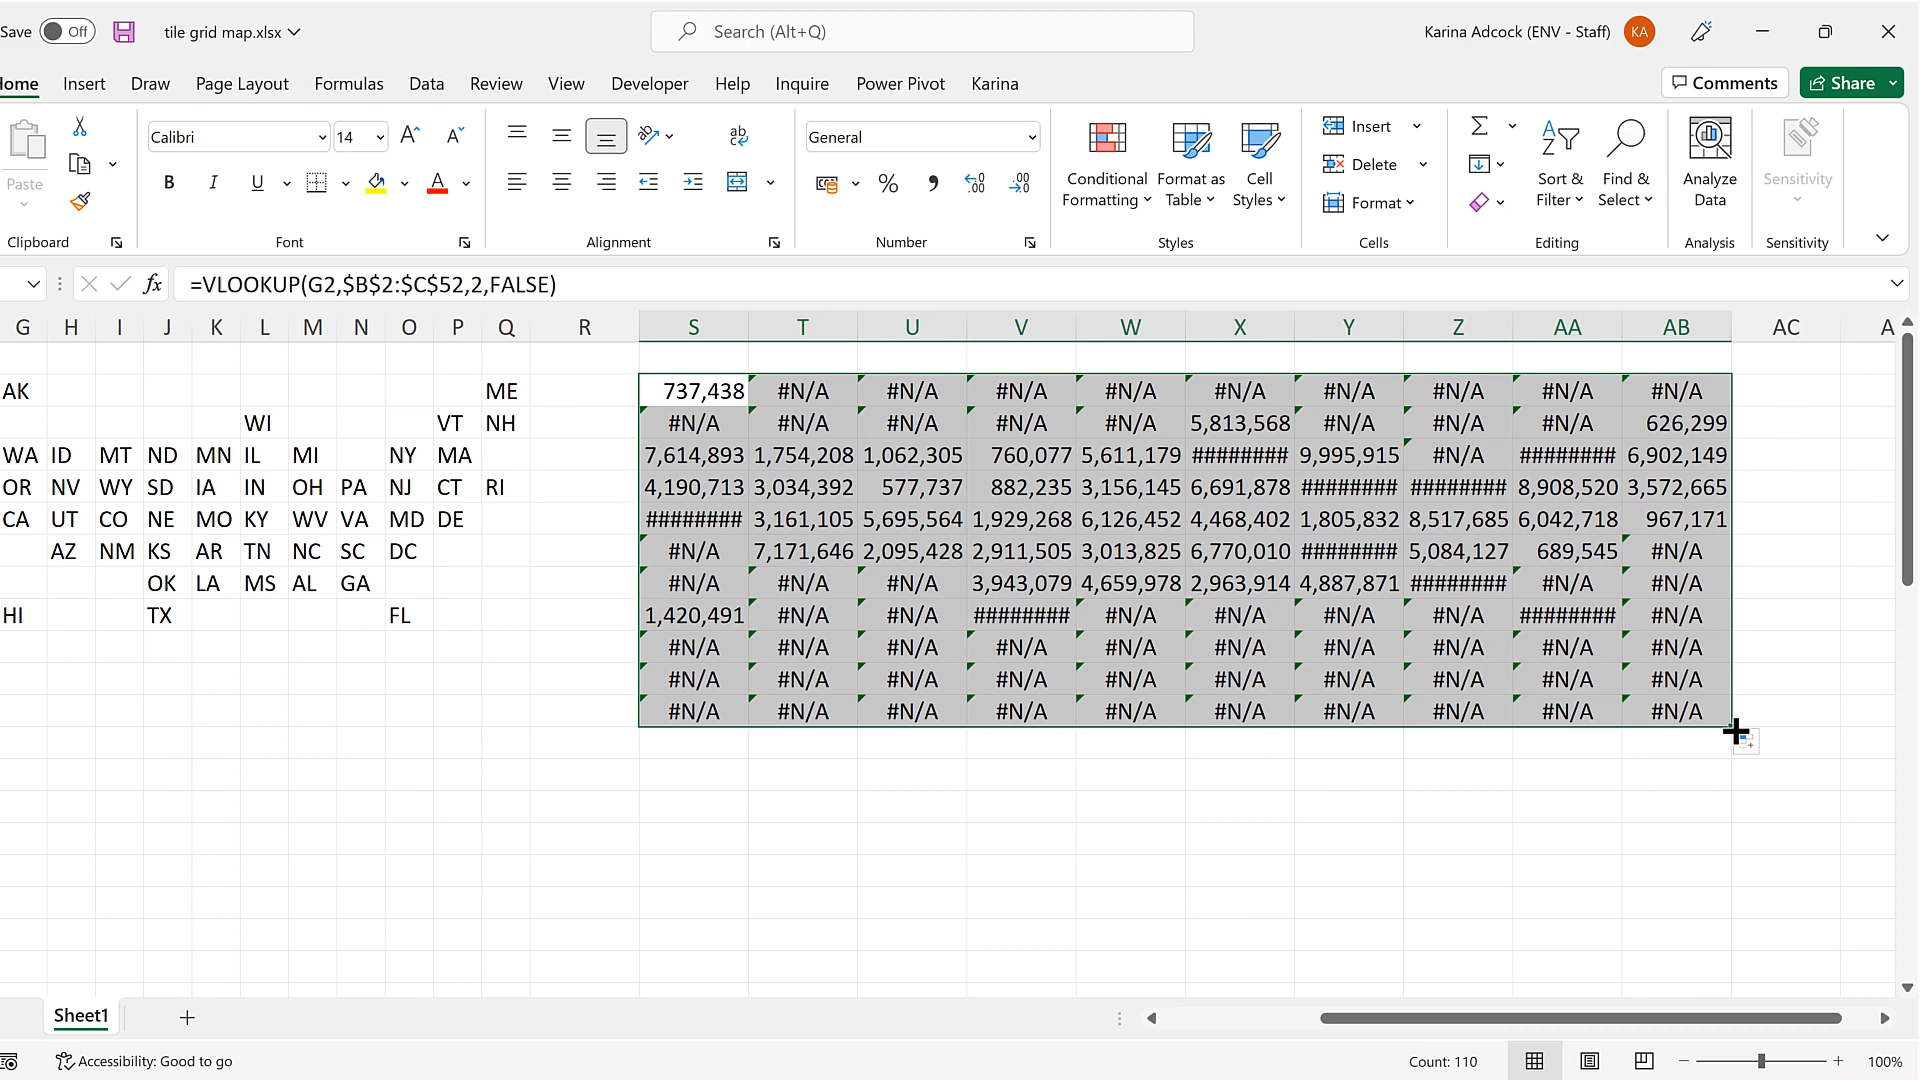 Save Off tile grid map.xlsx Search (Alt+Q) Karina Adcock (ENV - Staff) KA
Home Insert Draw Page Layout Formulas Data Review View Developer Help Inquire Power Pivot Karina Comments Share
Paste
Clipboard
Calibri 14 A A
B I U A
Font
ab
Alignment
General
% 9 .00 .00
Number
Conditional Formatting
Format as Table
Cell Styles
Styles
Insert
Delete
Format
Cells
Sort & Filter
Find & Select
Editing
Analyze Data
Analysis
Sensitivity
Sensitivity
fx =VLOOKUP(G2,$B$2:$C$52,2,FALSE)
G H I J K L M N O P Q R S T U V W X Y Z AA AB AC A
AK ME 737,438 #N/A #N/A #N/A #N/A #N/A #N/A #N/A #N/A #N/A
WI VT NH #N/A #N/A #N/A #N/A #N/A 5,813,568 #N/A #N/A #N/A 626,299
WA ID MT ND MN IL MI NY MA 7,614,893 1,754,208 1,062,305 760,077 5,611,179 ######## 9,995,915 #N/A ######## 6,902,149
OR NV WY SD IA IN OH PA NJ CT RI 4,190,713 3,034,392 577,737 882,235 3,156,145 6,691,878 ######## ######## 8,908,520 3,572,665
CA UT CO NE MO KY WV VA MD DE ######## 3,161,105 5,695,564 1,929,268 6,126,452 4,468,402 1,805,832 8,517,685 6,042,718 967,171
AZ NM KS AR TN NC SC DC #N/A 7,171,646 2,095,428 2,911,505 3,013,825 6,770,010 ######## 5,084,127 689,545 #N/A
OK LA MS AL GA #N/A #N/A #N/A 3,943,079 4,659,978 2,963,914 4,887,871 ######## #N/A #N/A
HI TX FL 1,420,491 #N/A #N/A ######## #N/A #N/A #N/A #N/A ######## #N/A
#N/A #N/A #N/A #N/A #N/A #N/A #N/A #N/A #N/A #N/A
#N/A #N/A #N/A #N/A #N/A #N/A #N/A #N/A #N/A #N/A
#N/A #N/A #N/A #N/A #N/A #N/A #N/A #N/A #N/A #N/A
Sheet1
Accessibility: Good to go Count: 110 100%